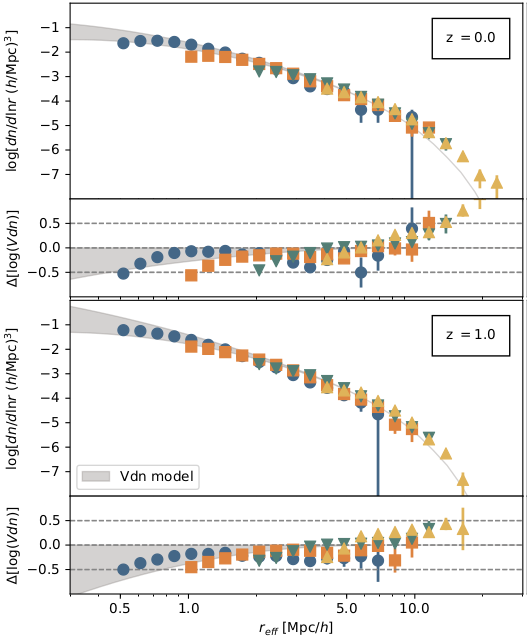 z = 0.0
log[dn/dlnr (h/Mpc)³]
−1
−2
−3
−4
−5
−6
−7
Δ[log(Vdn)]
0.5
0.0
−0.5
z = 1.0
log[dn/dlnr (h/Mpc)³]
−1
−2
−3
−4
−5
−6
−7
Vdn model
Δ[log(Vdn)]
0.5
0.0
−0.5
0.5 1.0 5.0 10.0
r_eff [Mpc/h]